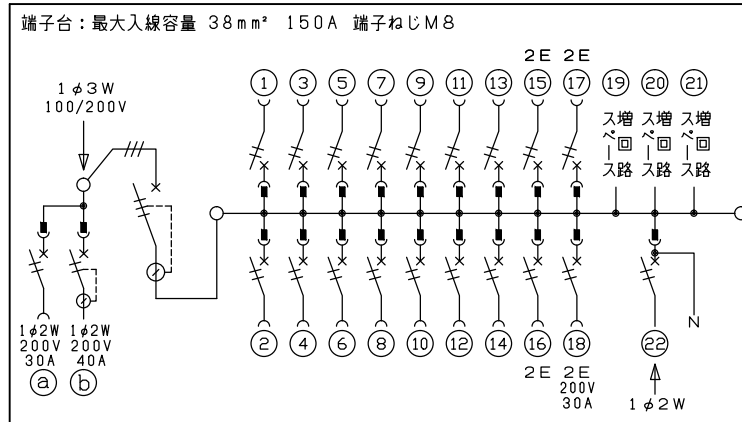 端子台：最大入線容量 38mm² 150A 端子ねじM8
2E 2E
1 3 5 7 9 11 13 15 17 19 20 21
1φ3W
100/200V
増回路スペース 増回路スペース 増回路スペース
N
1φ2W
200V
30A
a
1φ2W
200V
40A
b
2 4 6 8 10 12 14 16 18 22
2E 2E
200V
30A
1φ2W